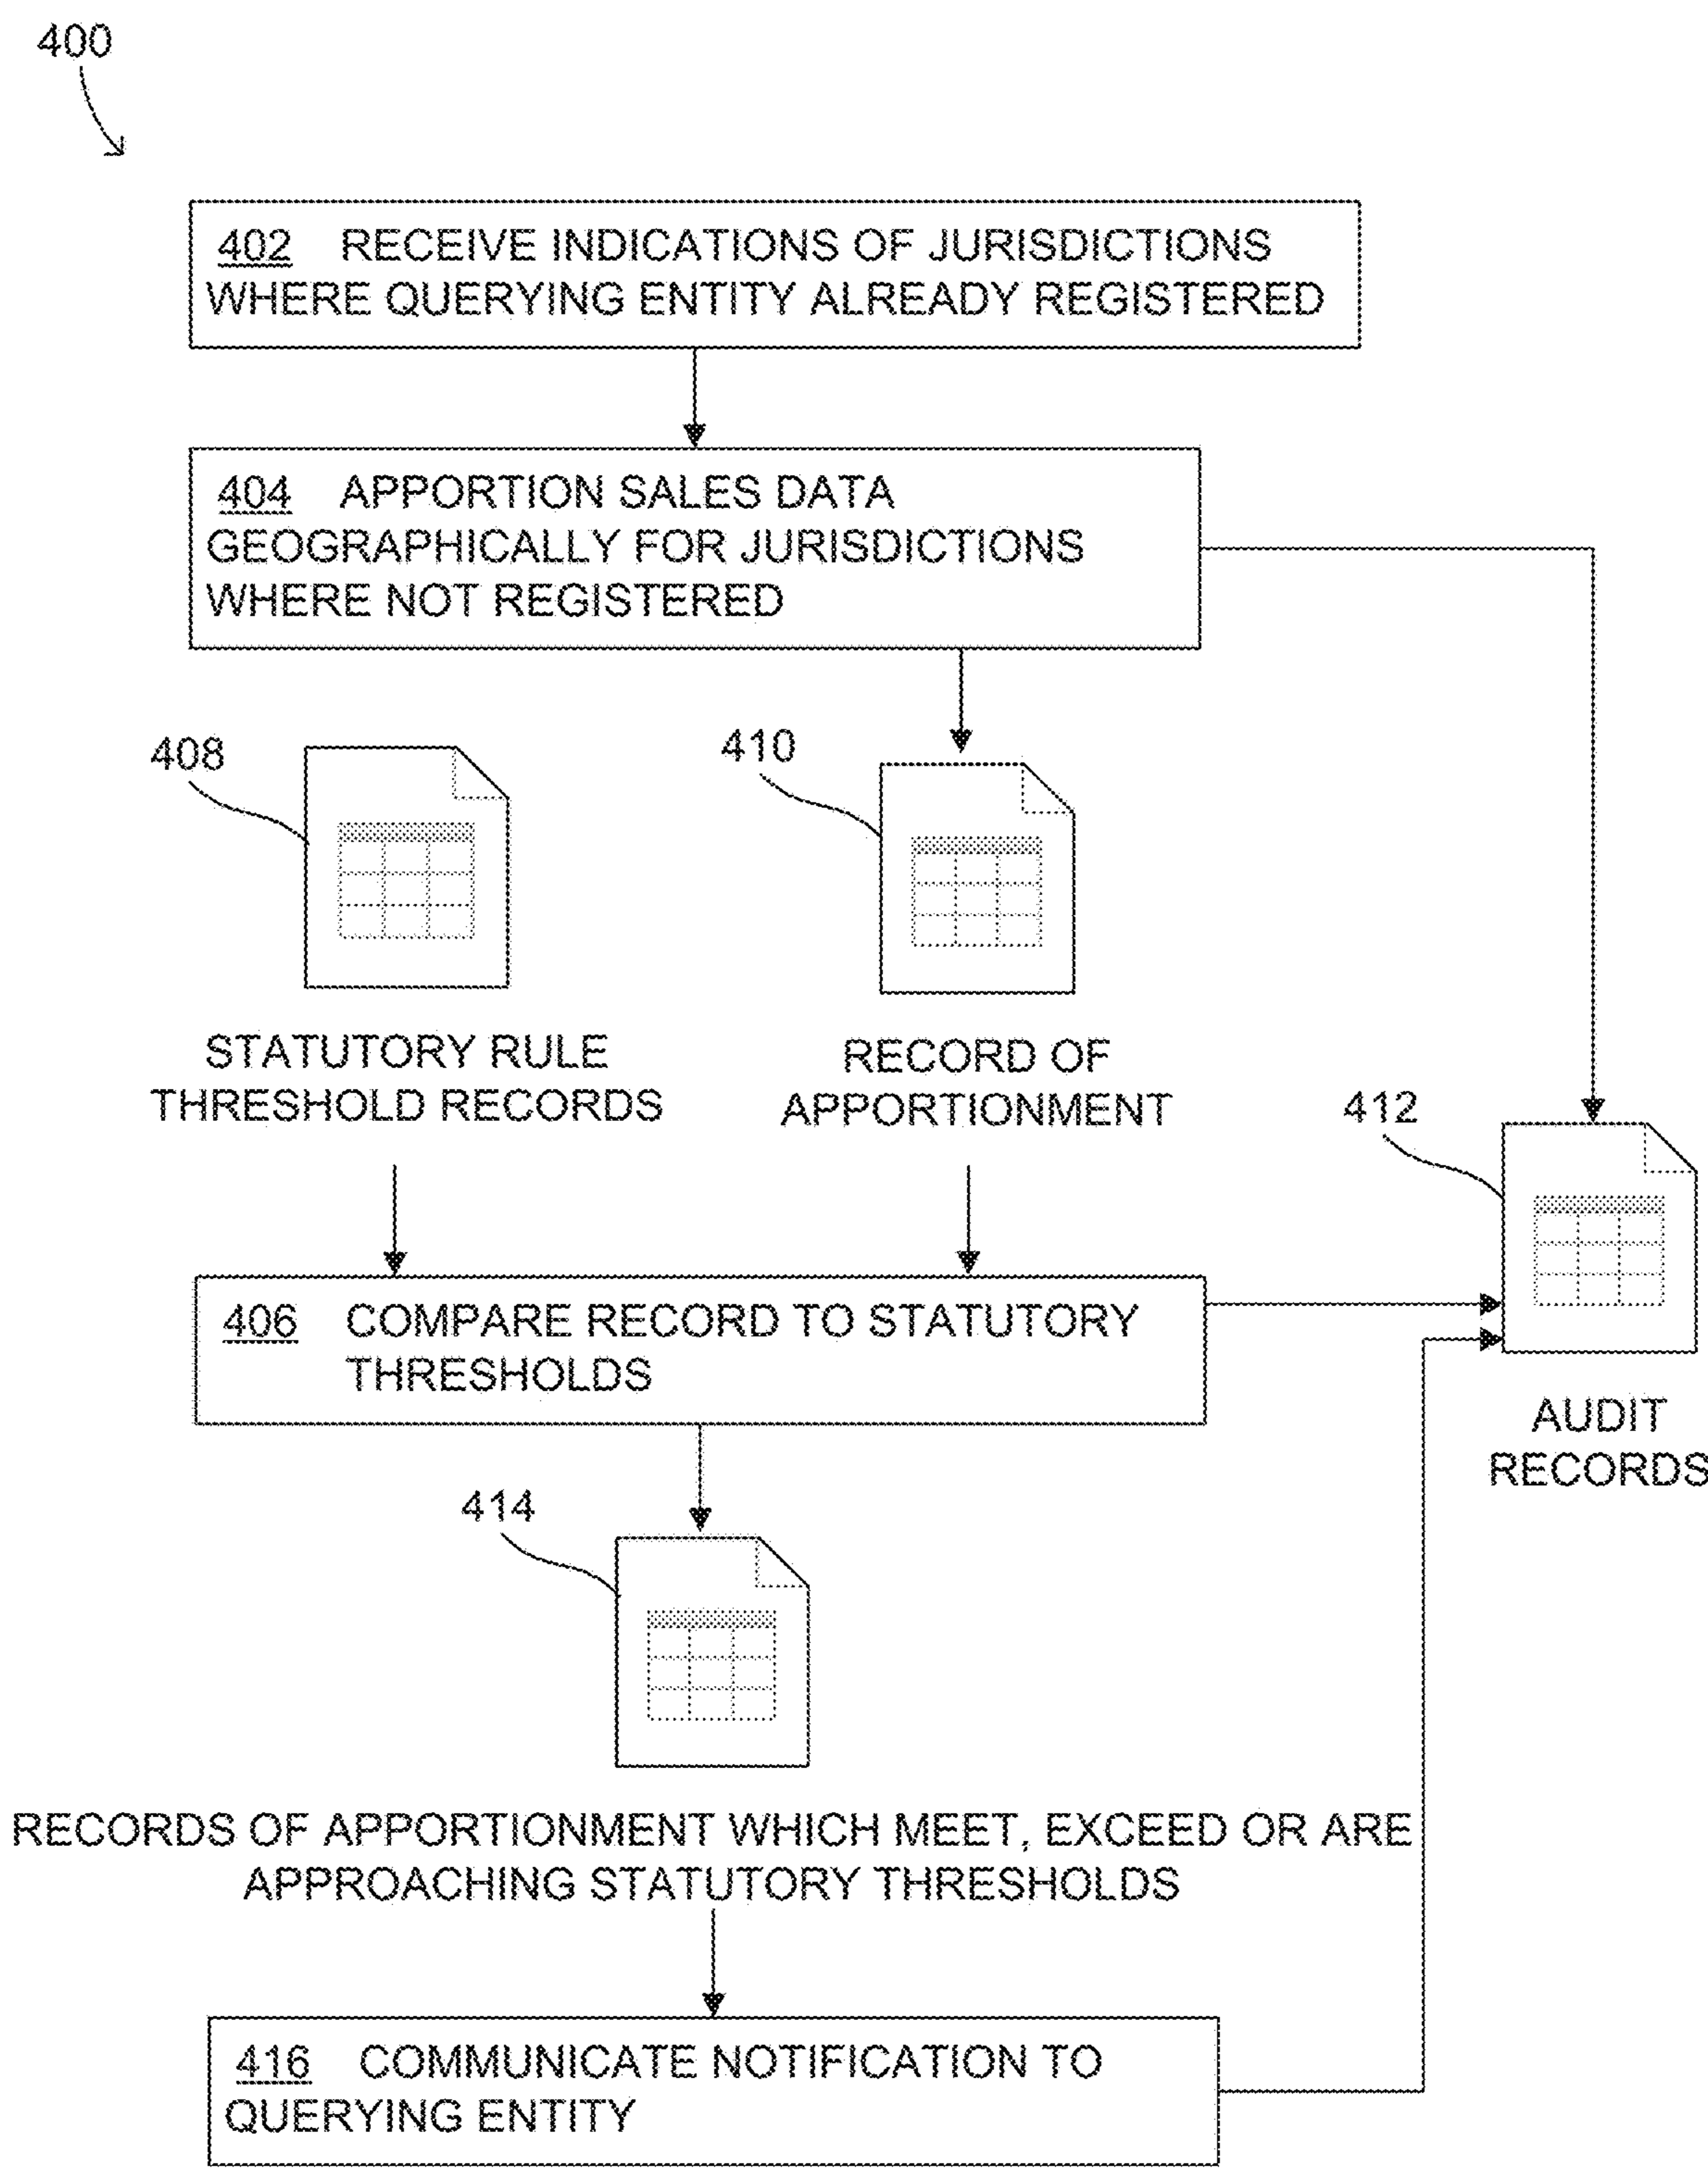 400
402 RECEIVE INDICATIONS OF JURISDICTIONS
WHERE QUERYING ENTITY ALREADY REGISTERED
404 APPORTION SALES DATA
GEOGRAPHICALLY FOR JURISDICTIONS
WHERE NOT REGISTERED
408
410
STATUTORY RULE
THRESHOLD RECORDS
RECORD OF
APPORTIONMENT
412
406 COMPARE RECORD TO STATUTORY
THRESHOLDS
AUDIT
RECORDS
414
RECORDS OF APPORTIONMENT WHICH MEET, EXCEED OR ARE
APPROACHING STATUTORY THRESHOLDS
416 COMMUNICATE NOTIFICATION TO
QUERYING ENTITY